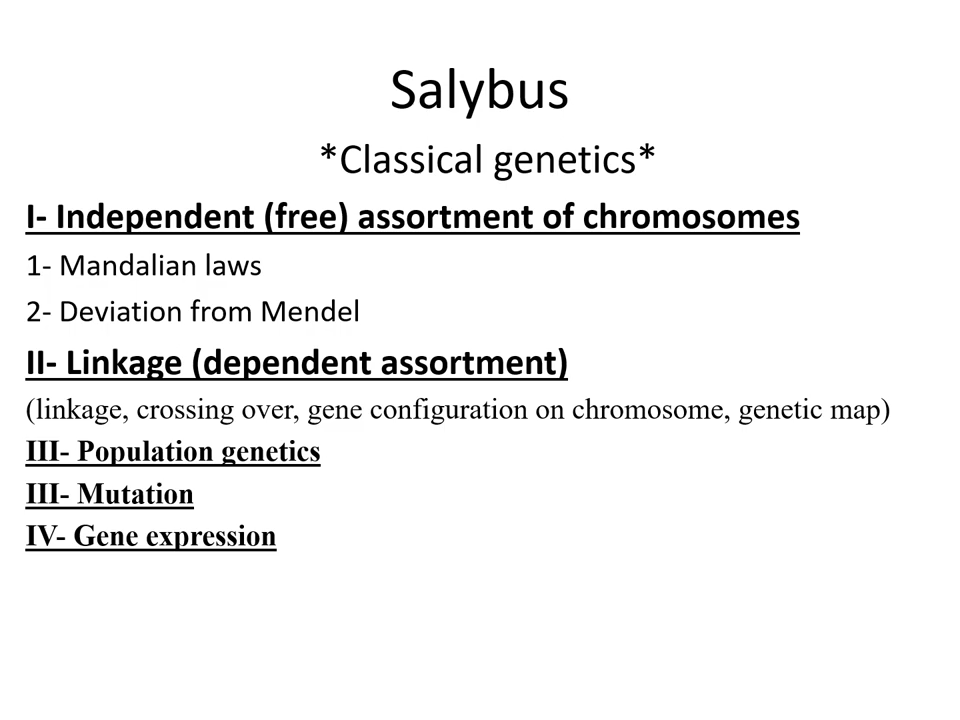 Salybus
*Classical genetics*
I- Independent (free) assortment of chromosomes
1- Mandalian laws
2- Deviation from Mendel
II- Linkage (dependent assortment)
(linkage, crossing over, gene configuration on chromosome, genetic map)
III- Population genetics
III- Mutation
IV- Gene expression